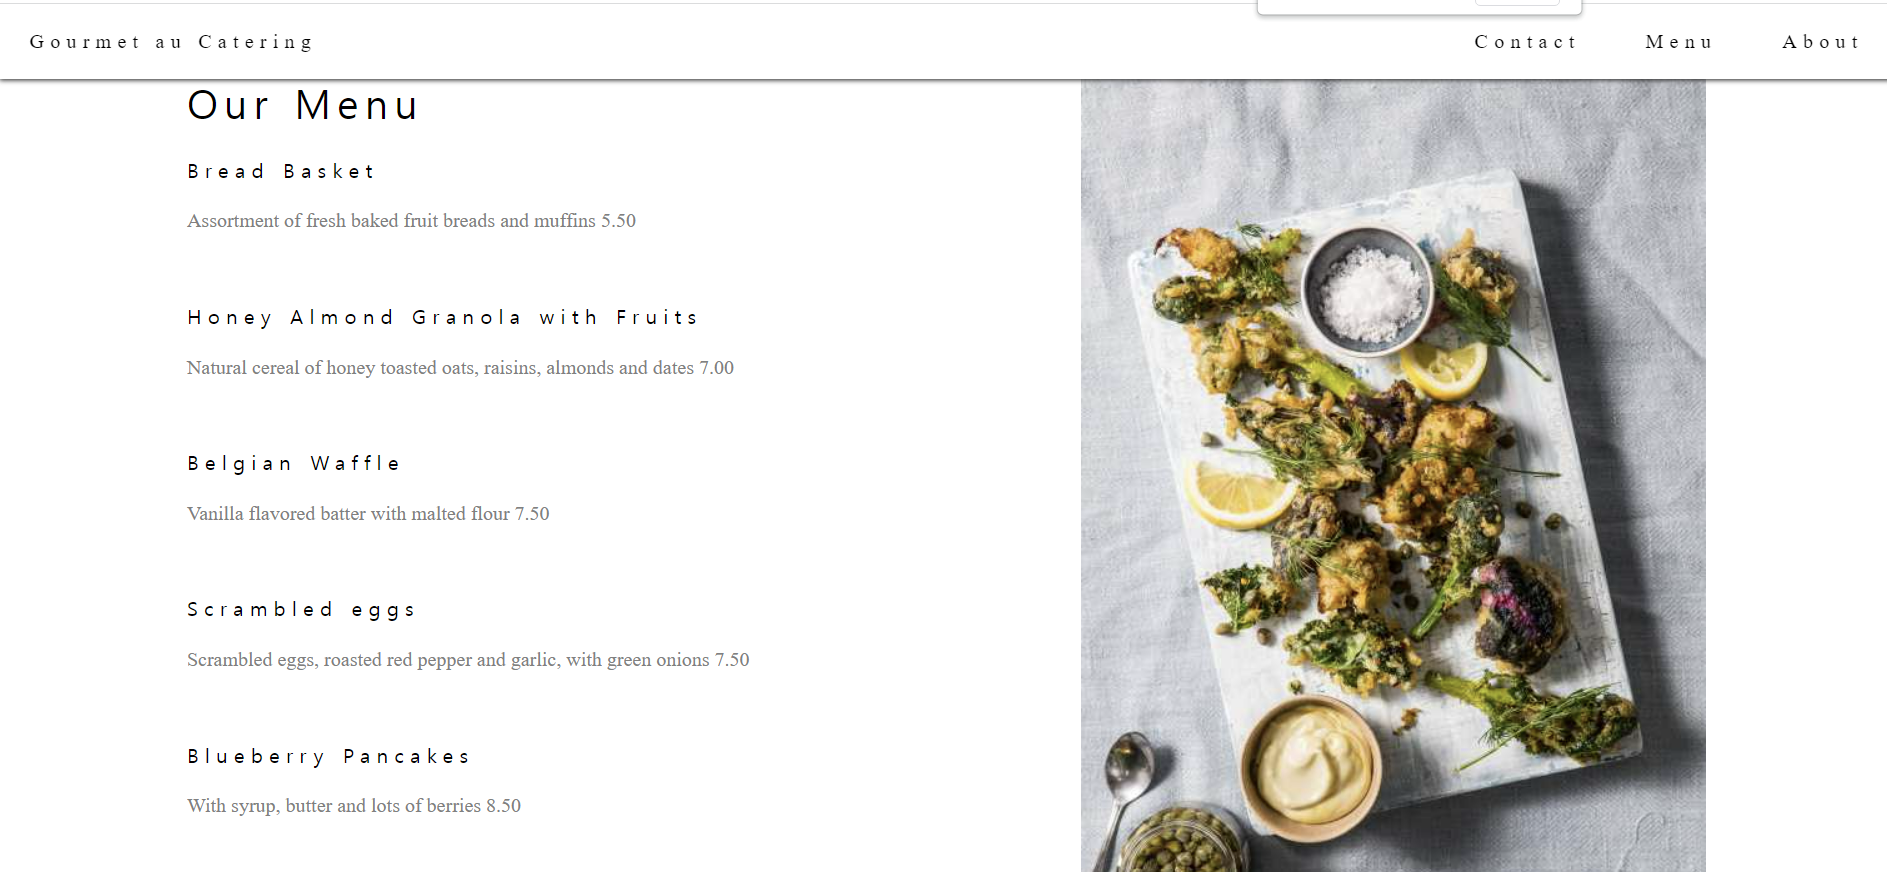 Gourmet au Catering
Contact Menu About
Our Menu
Bread Basket
Assortment of fresh baked fruit breads and muffins 5.50
Honey Almond Granola with Fruits
Natural cereal of honey toasted oats, raisins, almonds and dates 7.00
Belgian Waffle
Vanilla flavored batter with malted flour 7.50
Scrambled eggs
Scrambled eggs, roasted red pepper and garlic, with green onions 7.50
Blueberry Pancakes
With syrup, butter and lots of berries 8.50